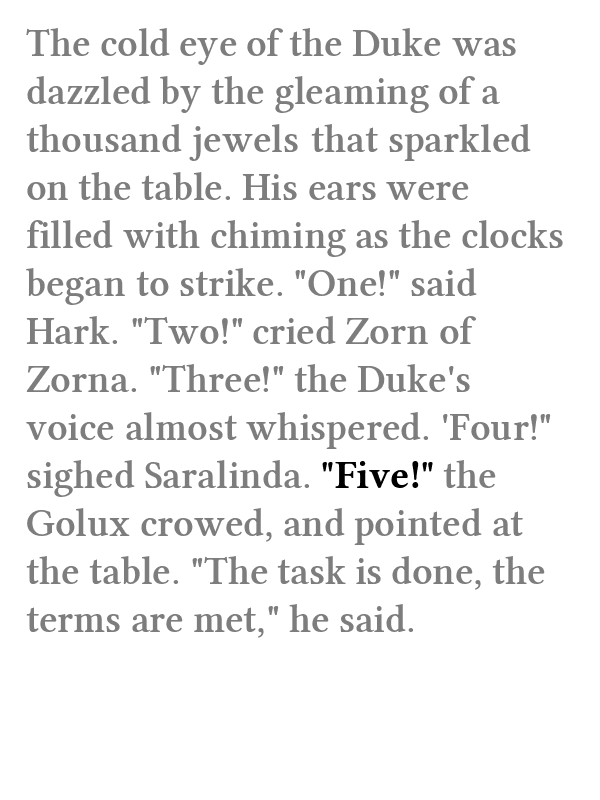 The cold eye of the Duke was
dazzled by the gleaming of a
thousand jewels that sparkled
on the table. His ears were
filled with chiming as the clocks
began to strike. "One!" said
Hark. "Two!" cried Zorn of
Zorna. "Three!" the Duke's
voice almost whispered. 'Four!"
sighed Saralinda. "Five!" the
Golux crowed, and pointed at
the table. "The task is done, the
terms are met," he said.